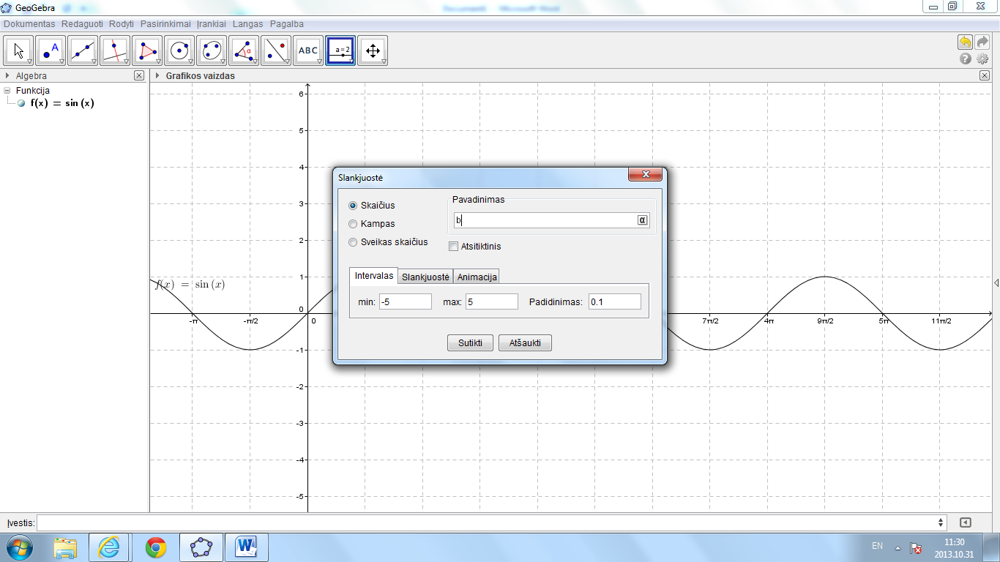 GeoGebra
Document1 - Microsoft Word
Dokumentas Redaguoti Rodyti Pasirinkimai Įrankiai Langas Pagalba
A
α
ABC
a=2
Algebra
Grafikos vaizdas
Funkcija
f(x) = sin (x)
6
5
4
3
2
1
0
-1
-2
-3
-4
-5
f(x) = sin (x)
-π -π/2 0 7π/2 4π 9π/2 5π 11π/2
Slankjuostė
Skaičius
Kampas
Sveikas skaičius
Pavadinimas
b
α
Atsitiktinis
Intervalas Slankjuostė Animacija
min: -5 max: 5 Padidinimas: 0.1
Sutikti Atšaukti
Įvestis:
EN
11:30
2013.10.31